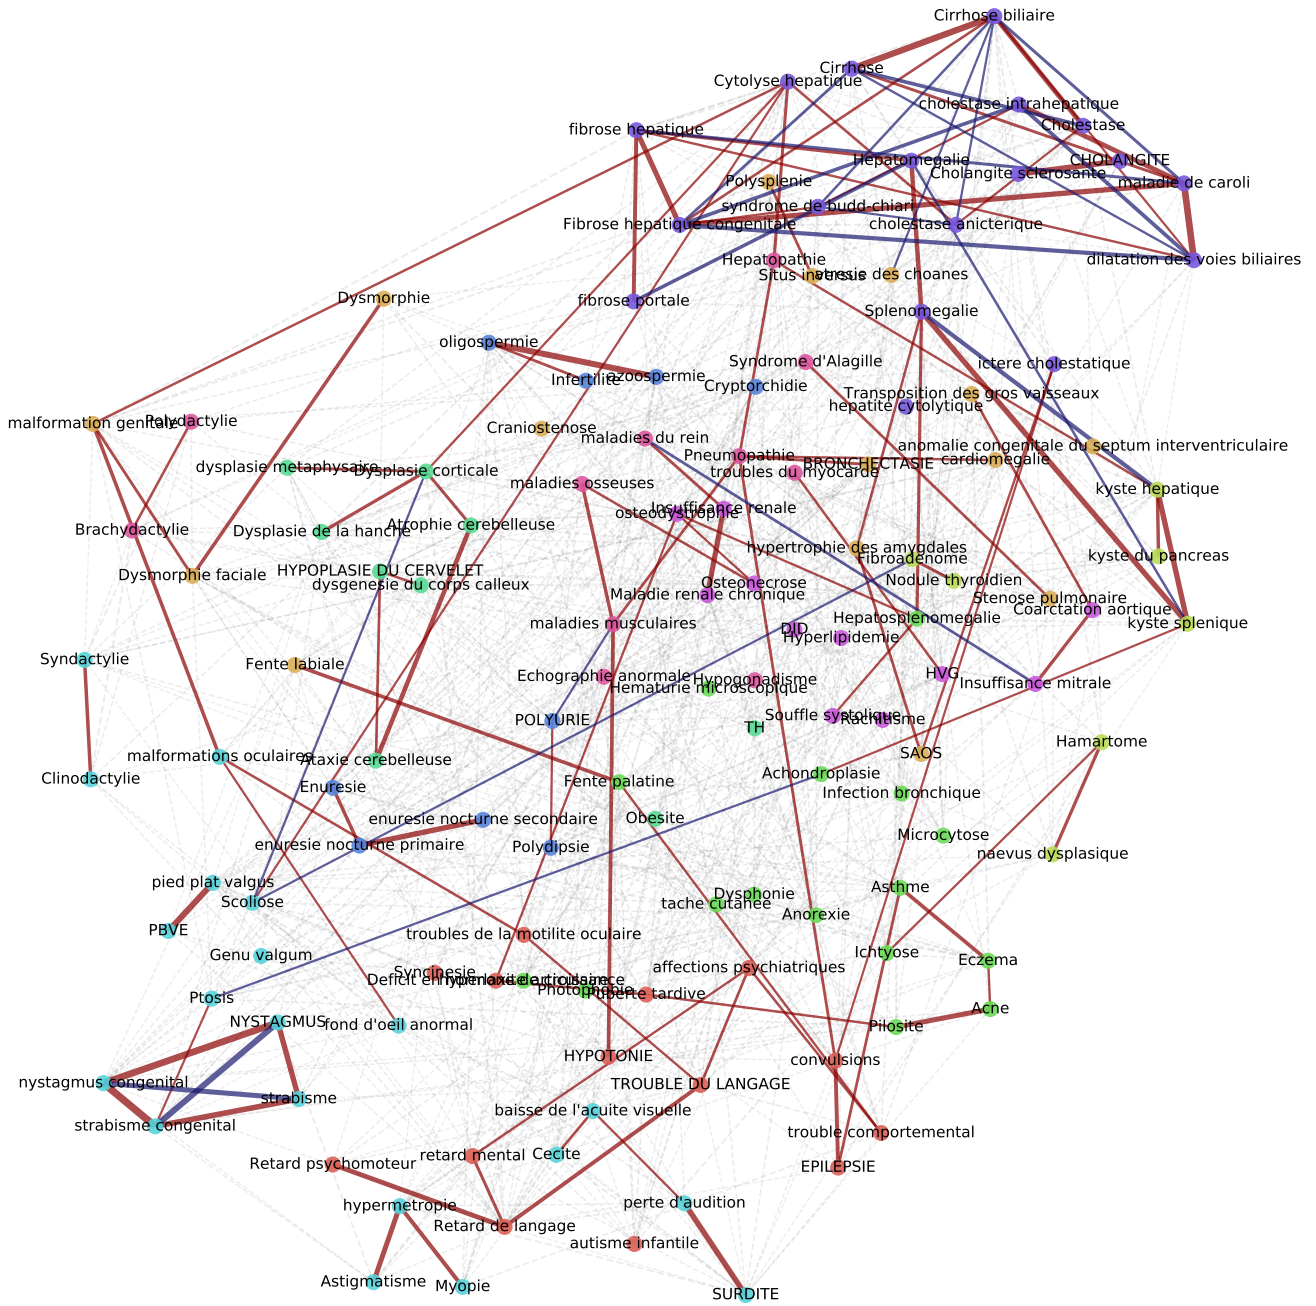 Cirrhose biliaire
Cirrhose
Cytolyse hepatique
cholestase intrahepatique
Cholestase
fibrose hepatique
Hepatomegalie
CHOLANGITE
Cholangite sclerosante
Polysplenie
maladie de caroli
syndrome de budd-chiari
Fibrose hepatique congenitale
cholestase anicterique
Hepatopathie
dilatation des voies biliaires
Situs inversus
atresie des choanes
Dysmorphie
fibrose portale
Splenomegalie
oligospermie
Syndrome d'Alagille
ictere cholestatique
Infertilite
azoospermie
Cryptorchidie
Transposition des gros vaisseaux
hepatite cytolytique
malformation genitale
Polydactylie
Craniostenose
maladies du rein
anomalie congenitale du septum interventriculaire
Pneumopathie
BRONCHECTASIE
cardiomegalie
dysplasie metaphysaire
Dysplasie corticale
troubles du myocarde
maladies osseuses
kyste hepatique
Insuffisance renale
osteodystrophie
Brachydactylie
Dysplasie de la hanche
Atrophie cerebelleuse
hypertrophie des amygdales
Fibroadenome
kyste du pancreas
HYPOPLASIE DU CERVELET
Dysmorphie faciale
dysgenesie du corps calleux
Osteonecrose
Nodule thyroidien
Maladie renale chronique
Stenose pulmonaire
Coarctation aortique
Hepatosplenomegalie
maladies musculaires
kyste splenique
DID
Hyperlipidemie
Syndactylie
Fente labiale
Echographie anormale
Hypogonadisme
HVG
Insuffisance mitrale
Hematurie microscopique
POLYURIE
Souffle systolique
Rachitisme
TH
Hamartome
malformations oculaires
Ataxie cerebelleuse
SAOS
Clinodactylie
Fente palatine
Achondroplasie
Enuresie
Infection bronchique
enuresie nocturne secondaire
Obesite
Microcytose
enuresie nocturne primaire
Polydipsie
naevus dysplasique
pied plat valgus
Asthme
Scoliose
Dysphonie
tache cutanee
Anorexie
PBVE
troubles de la motilite oculaire
Genu valgum
Ichtyose
Eczema
Syncinesie
affections psychiatriques
Deficit en hormone de croissance
Photophobie
Puberte tardive
Ptosis
Acne
NYSTAGMUS
fond d'oeil anormal
Pilosite
HYPOTONIE
convulsions
nystagmus congenital
TROUBLE DU LANGAGE
strabisme
baisse de l'acuite visuelle
strabisme congenital
trouble comportemental
Retard psychomoteur
retard mental
Cecite
EPILEPSIE
hypermetropie
perte d'audition
Retard de langage
autisme infantile
Astigmatisme
Myopie
SURDITE